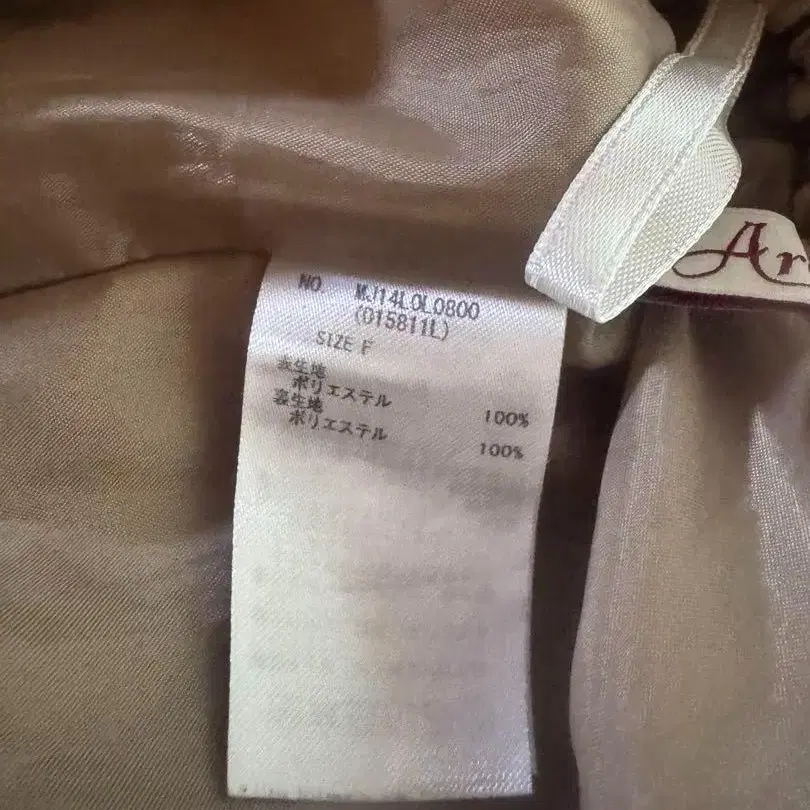 NO. MJ14L0L0800
(015811L)
SIZE F
表生地
ポリエステル 100%
裏生地
ポリエステル 100%
Ar